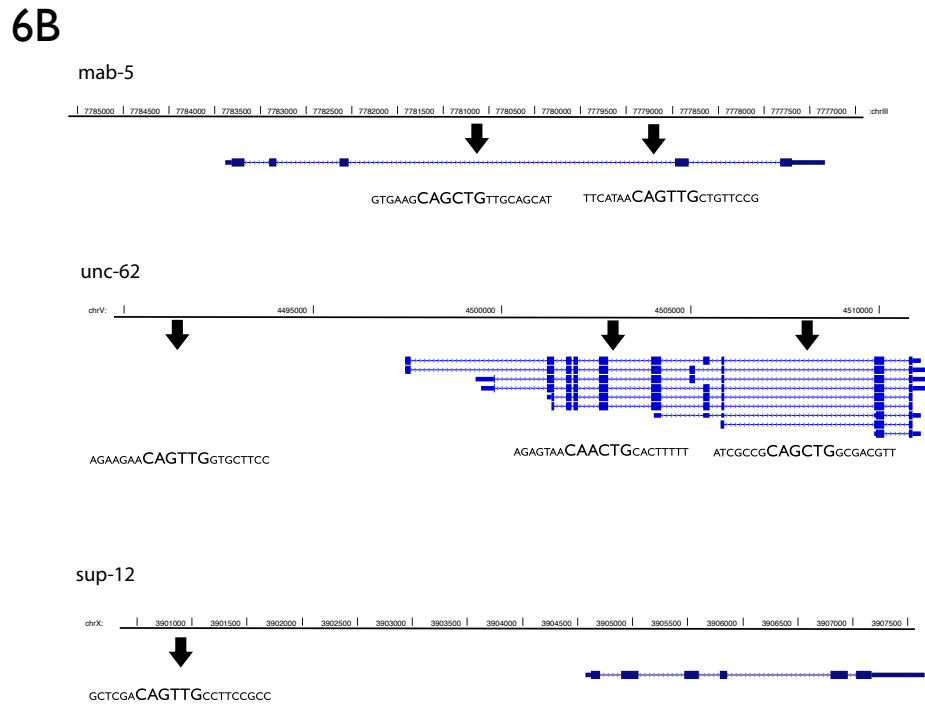 6B
mab-5
7785000 7784500 7784000 7783500 7783000 7782500 7782000 7781500 7781000 7780500 7780000 7779500 7779000 7778500 7778000 7777500 7777000 :chrIII
GTGAAGCAGCTGTTGCAGCAT TTCATAACAGTTGCTGTTCCG
unc-62
chrV: 4495000 4500000 4505000 4510000
AGAAGAACAGTTGGTGCTTCC AGAGTAACAACTGCACTTTTT ATCGCCGCAGCTGGCGACGTT
sup-12
chrX: 3901000 3901500 3902000 3902500 3903000 3903500 3904000 3904500 3905000 3905500 3906000 3906500 3907000 3907500
GCTCGACAGTTGCCTTCCGCC